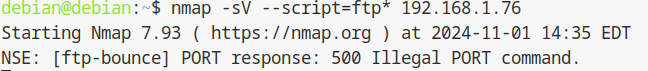 debian@debian:~$ nmap -sV --script=ftp* 192.168.1.76
Starting Nmap 7.93 ( https://nmap.org ) at 2024-11-01 14:35 EDT
NSE: [ftp-bounce] PORT response: 500 Illegal PORT command.